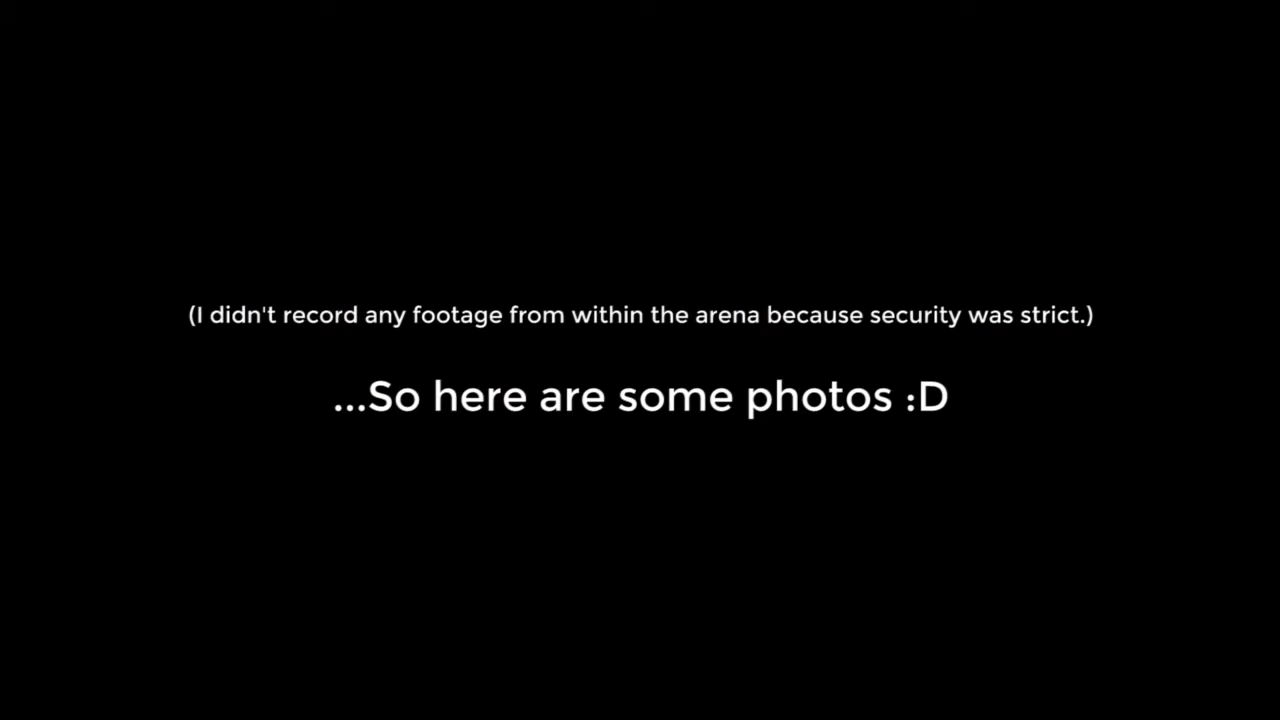 (I didn't record any footage from within the arena because security was strict.)
...So here are some photos :D